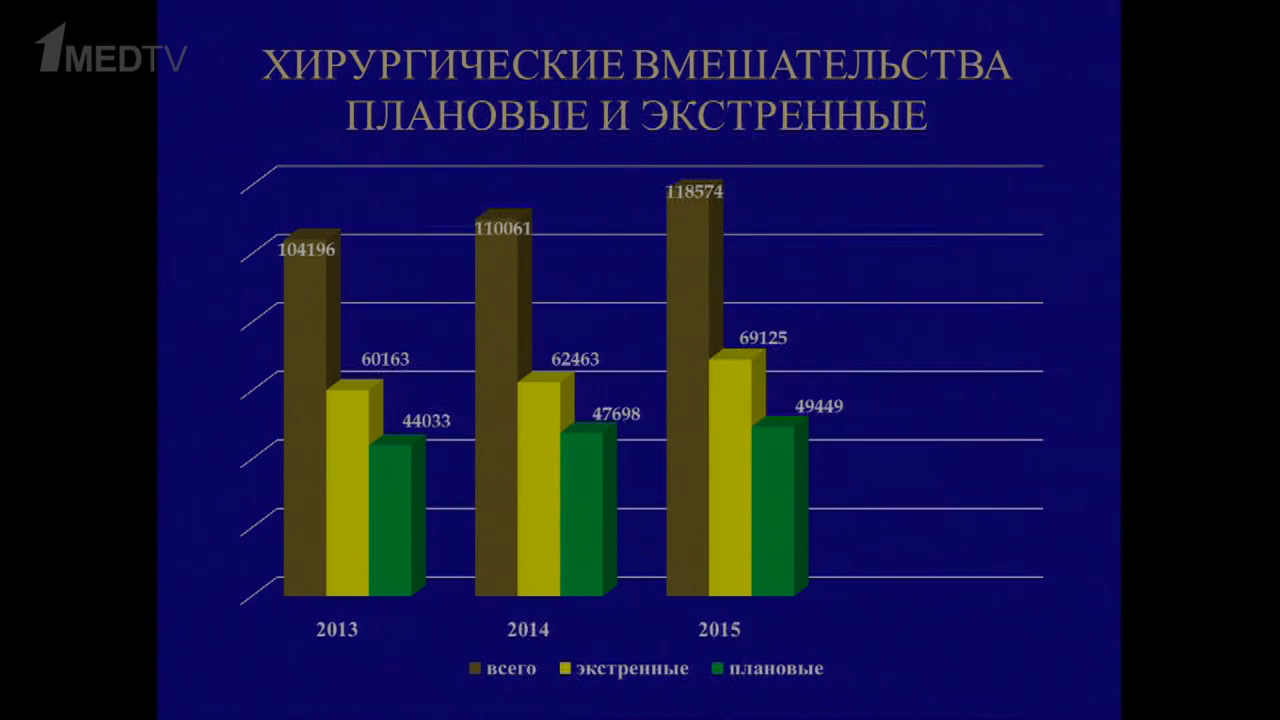 1MEDTV
ХИРУРГИЧЕСКИЕ ВМЕШАТЕЛЬСТВА
ПЛАНОВЫЕ И ЭКСТРЕННЫЕ
104196
60163
44033
110061
62463
47698
118574
69125
49449
2013 2014 2015
всего экстренные плановые